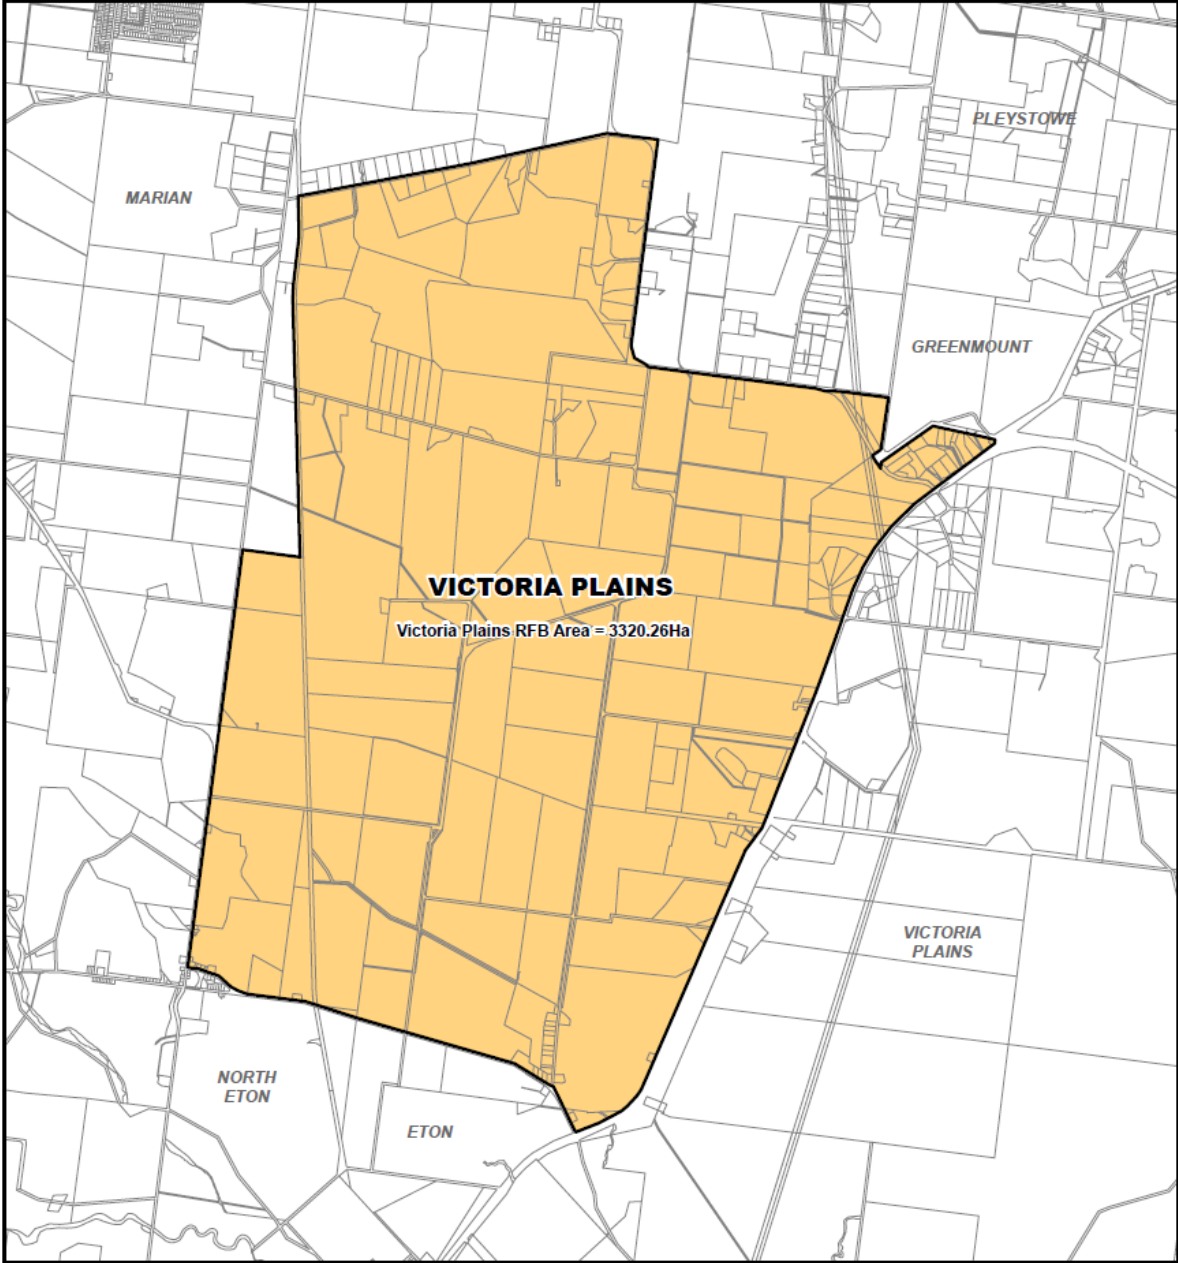 PLEYSTOWE
MARIAN
GREENMOUNT
VICTORIA PLAINS
Victoria Plains RFB Area = 3320.26Ha
VICTORIA
PLAINS
NORTH
ETON
ETON